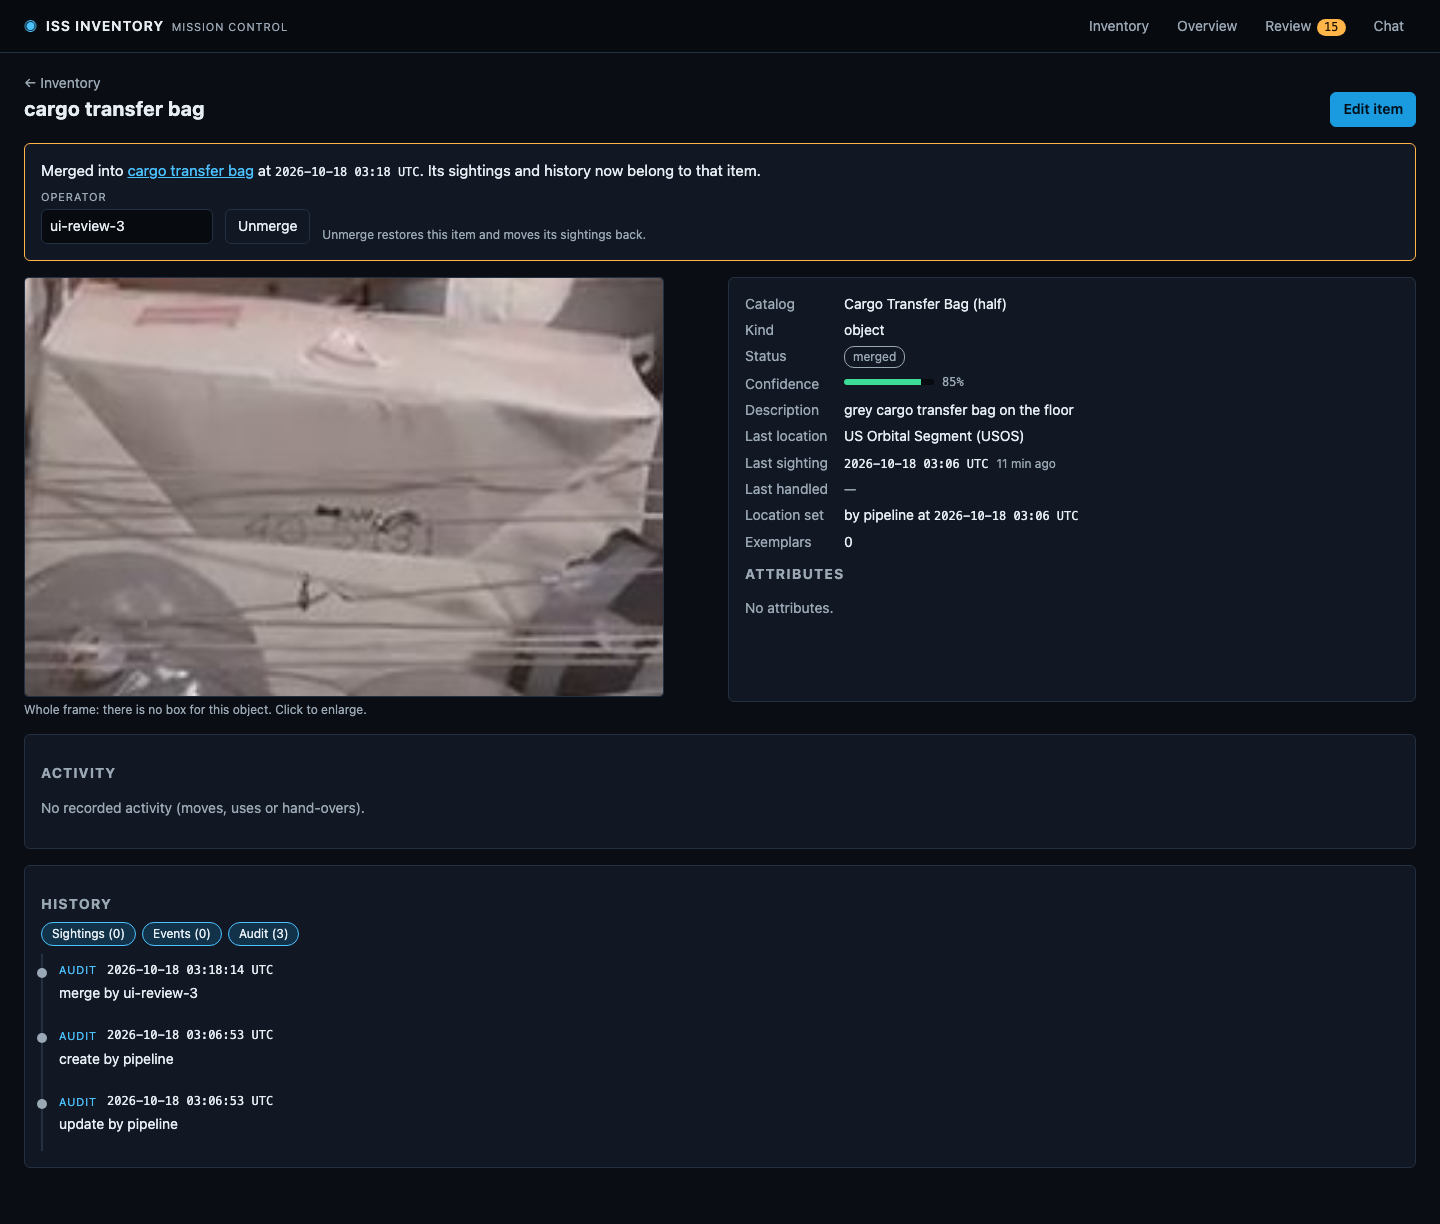 ISS INVENTORY MISSION CONTROL
Inventory
Overview
Review 15
Chat
← Inventory
cargo transfer bag
Edit item
Merged into cargo transfer bag at 2026-10-18 03:18 UTC. Its sightings and history now belong to that item.
OPERATOR
ui-review-3
Unmerge
Unmerge restores this item and moves its sightings back.
Catalog Cargo Transfer Bag (half)
Kind object
Status merged
Confidence 85%
Description grey cargo transfer bag on the floor
Last location US Orbital Segment (USOS)
Last sighting 2026-10-18 03:06 UTC 11 min ago
Last handled —
Location set by pipeline at 2026-10-18 03:06 UTC
Exemplars 0
ATTRIBUTES
No attributes.
Whole frame: there is no box for this object. Click to enlarge.
ACTIVITY
No recorded activity (moves, uses or hand-overs).
HISTORY
Sightings (0) Events (0) Audit (3)
AUDIT 2026-10-18 03:18:14 UTC
merge by ui-review-3
AUDIT 2026-10-18 03:06:53 UTC
create by pipeline
AUDIT 2026-10-18 03:06:53 UTC
update by pipeline